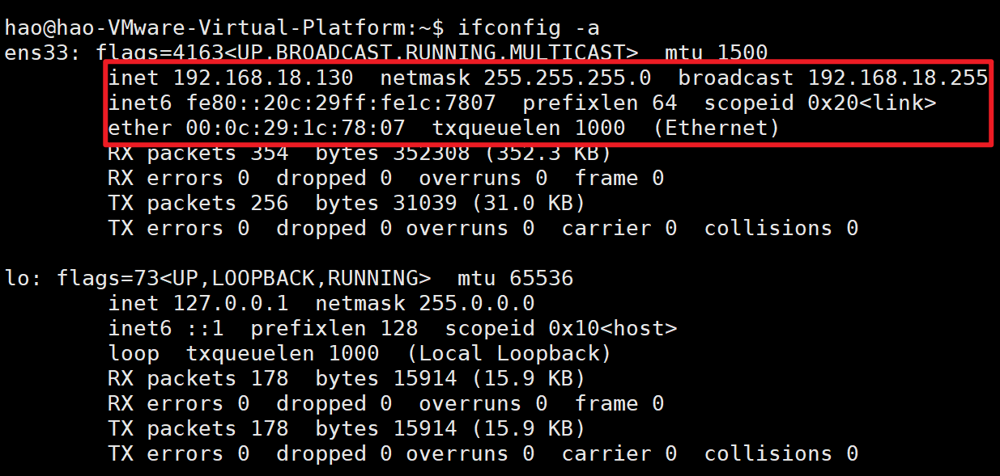 hao@hao-VMware-Virtual-Platform:~$ ifconfig -a
ens33: flags=4163<UP,BROADCAST,RUNNING,MULTICAST>  mtu 1500
        inet 192.168.18.130  netmask 255.255.255.0  broadcast 192.168.18.255
        inet6 fe80::20c:29ff:fe1c:7807  prefixlen 64  scopeid 0x20<link>
        ether 00:0c:29:1c:78:07  txqueuelen 1000  (Ethernet)
        RX packets 354  bytes 352308 (352.3 KB)
        RX errors 0  dropped 0  overruns 0  frame 0
        TX packets 256  bytes 31039 (31.0 KB)
        TX errors 0  dropped 0 overruns 0  carrier 0  collisions 0

lo: flags=73<UP,LOOPBACK,RUNNING>  mtu 65536
        inet 127.0.0.1  netmask 255.0.0.0
        inet6 ::1  prefixlen 128  scopeid 0x10<host>
        loop  txqueuelen 1000  (Local Loopback)
        RX packets 178  bytes 15914 (15.9 KB)
        RX errors 0  dropped 0  overruns 0  frame 0
        TX packets 178  bytes 15914 (15.9 KB)
        TX errors 0  dropped 0 overruns 0  carrier 0  collisions 0